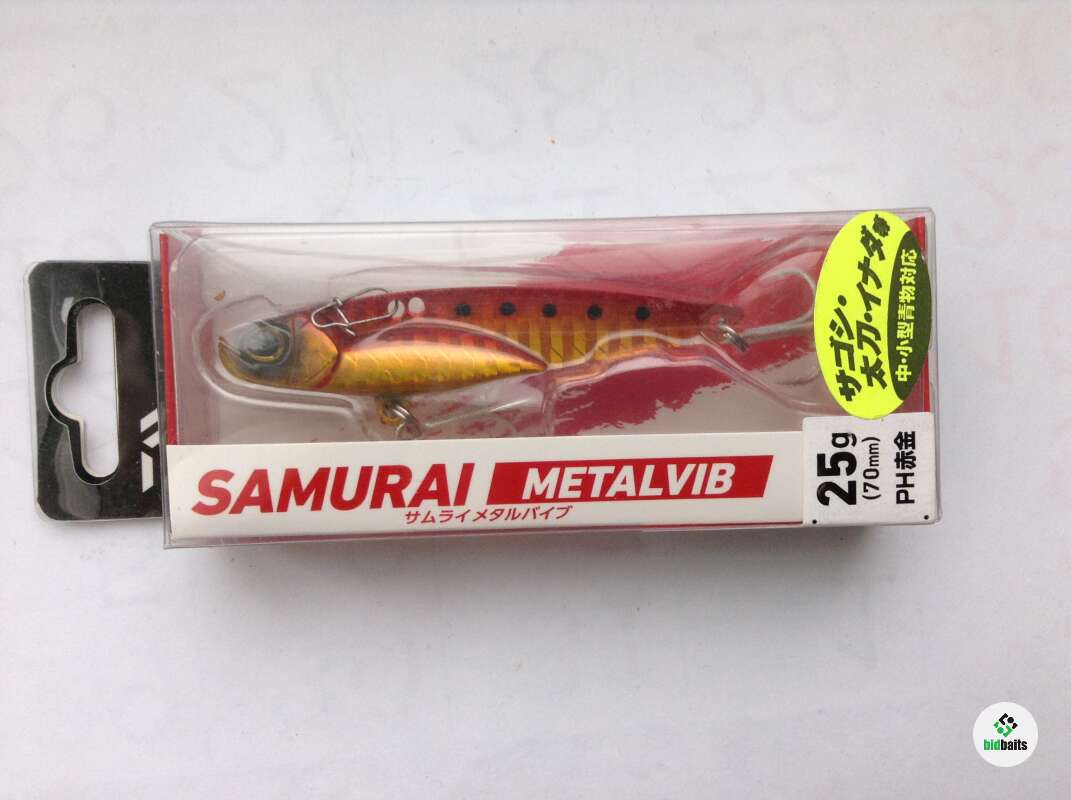 サゴシ・
太刀・イナダ等
中・小型青物対応
SAMURAI METALVIB
サムライメタルバイブ
25g
(70mm)
PH赤金
bidbaits